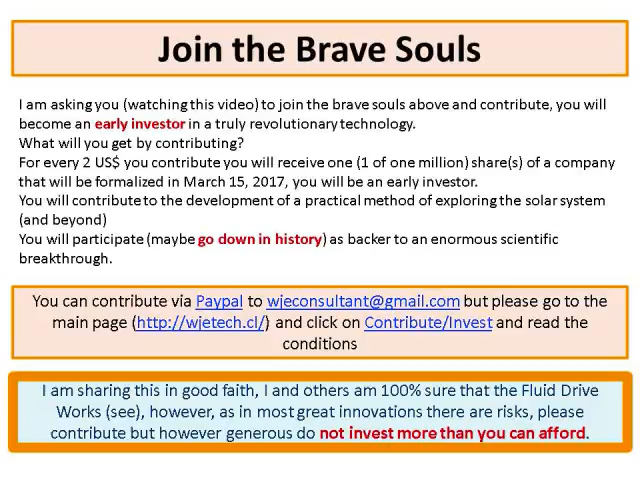 Join the Brave Souls
I am asking you (watching this video) to join the brave souls above and contribute, you will
become an early investor in a truly revolutionary technology.
What will you get by contributing?
For every 2 US$ you contribute you will receive one (1 of one million) share(s) of a company
that will be formalized in March 15, 2017, you will be an early investor.
You will contribute to the development of a practical method of exploring the solar system
(and beyond)
You will participate (maybe go down in history) as backer to an enormous scientific
breakthrough.
You can contribute via Paypal to wjeconsultant@gmail.com but please go to the
main page (http://wjetech.cl/) and click on Contribute/Invest and read the
conditions
I am sharing this in good faith, I and others am 100% sure that the Fluid Drive
Works (see), however, as in most great innovations there are risks, please
contribute but however generous do not invest more than you can afford.